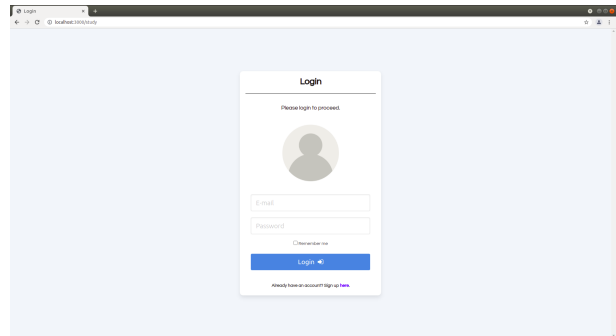 Login
localhost:3000/study
Login
Please login to proceed.
E-mail
Password
Remember me
Login
Already have an account? Sign up here.